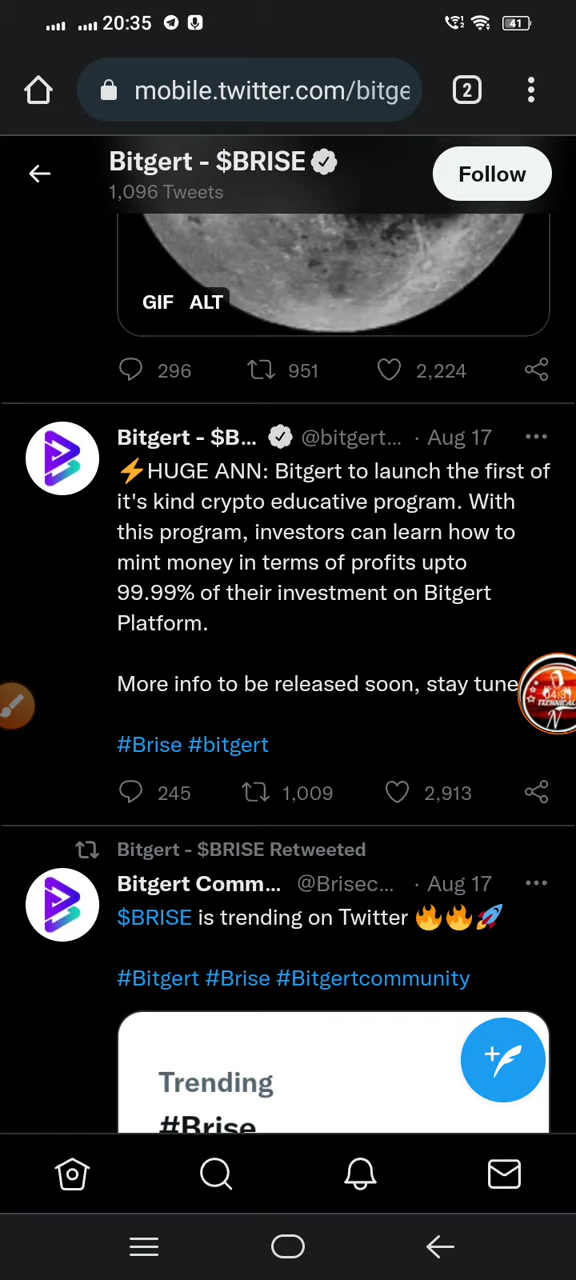 20:35
41
mobile.twitter.com/bitge
2
Bitgert - $BRISE
1,096 Tweets
Follow
GIF ALT
296 951 2,224
Bitgert - $B... @bitgert... · Aug 17
⚡HUGE ANN: Bitgert to launch the first of
it's kind crypto educative program. With
this program, investors can learn how to
mint money in terms of profits upto
99.99% of their investment on Bitgert
Platform.
More info to be released soon, stay tune
04:31
TECHNICAL
N
#Brise #bitgert
245 1,009 2,913
Bitgert - $BRISE Retweeted
Bitgert Comm... @Brisec... · Aug 17
$BRISE is trending on Twitter 🔥🔥🚀
#Bitgert #Brise #Bitgertcommunity
Trending
#Brise